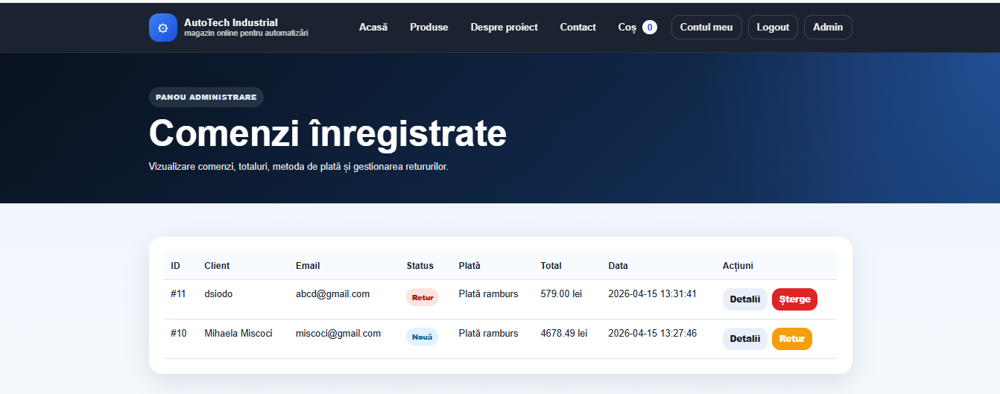 AutoTech Industrial
magazin online pentru automatizări
Acasă Produse Despre proiect Contact Coș 0 Contul meu Logout Admin
PANOU ADMINISTRARE
Comenzi înregistrate
Vizualizare comenzi, totaluri, metoda de plată și gestionarea retururilor.
ID Client Email Status Plată Total Data Acțiuni
#11 dsiodo abcd@gmail.com Retur Plată ramburs 579.00 lei 2026-04-15 13:31:41 Detalii Șterge
#10 Mihaela Miscoci miscoci@gmail.com Nouă Plată ramburs 4678.49 lei 2026-04-15 13:27:46 Detalii Retur